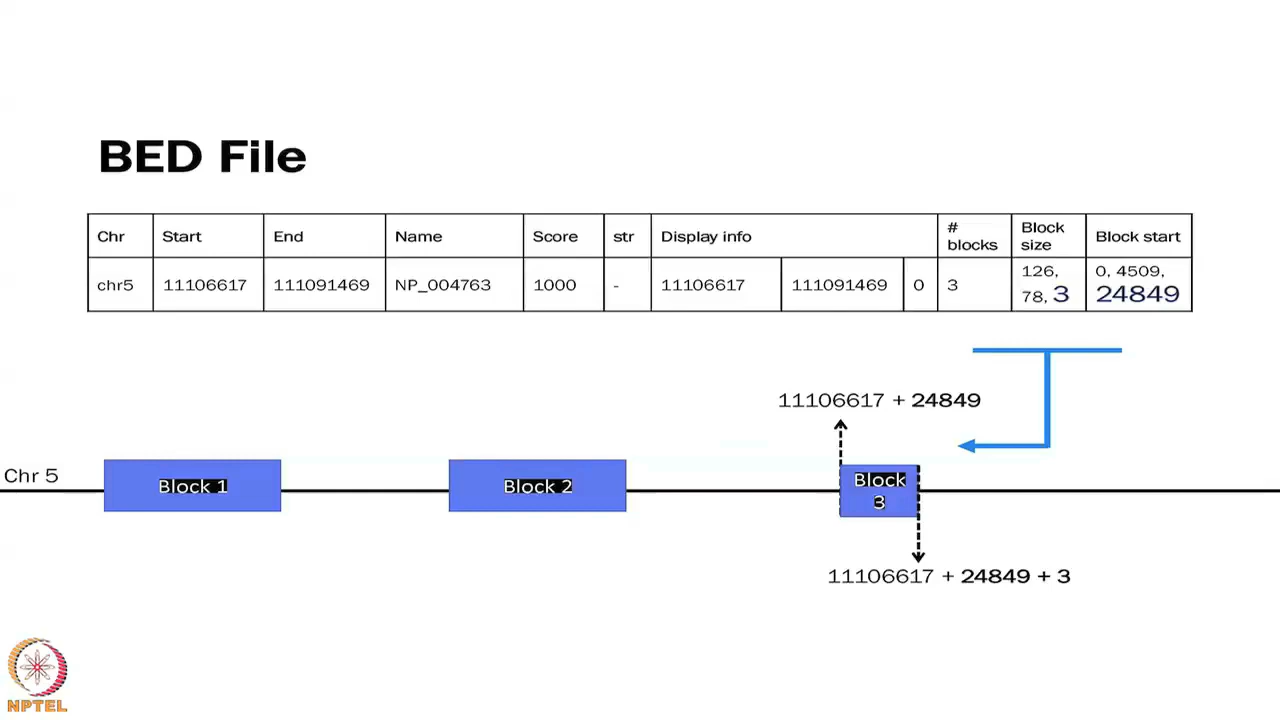 BED File
Chr Start End Name Score str Display info # blocks Block size Block start
chr5 11106617 111091469 NP_004763 1000 - 11106617 111091469 0 3 126, 78, 3 0, 4509, 24849
11106617 + 24849
Chr 5
Block 1
Block 2
Block
3
11106617 + 24849 + 3
NPTEL